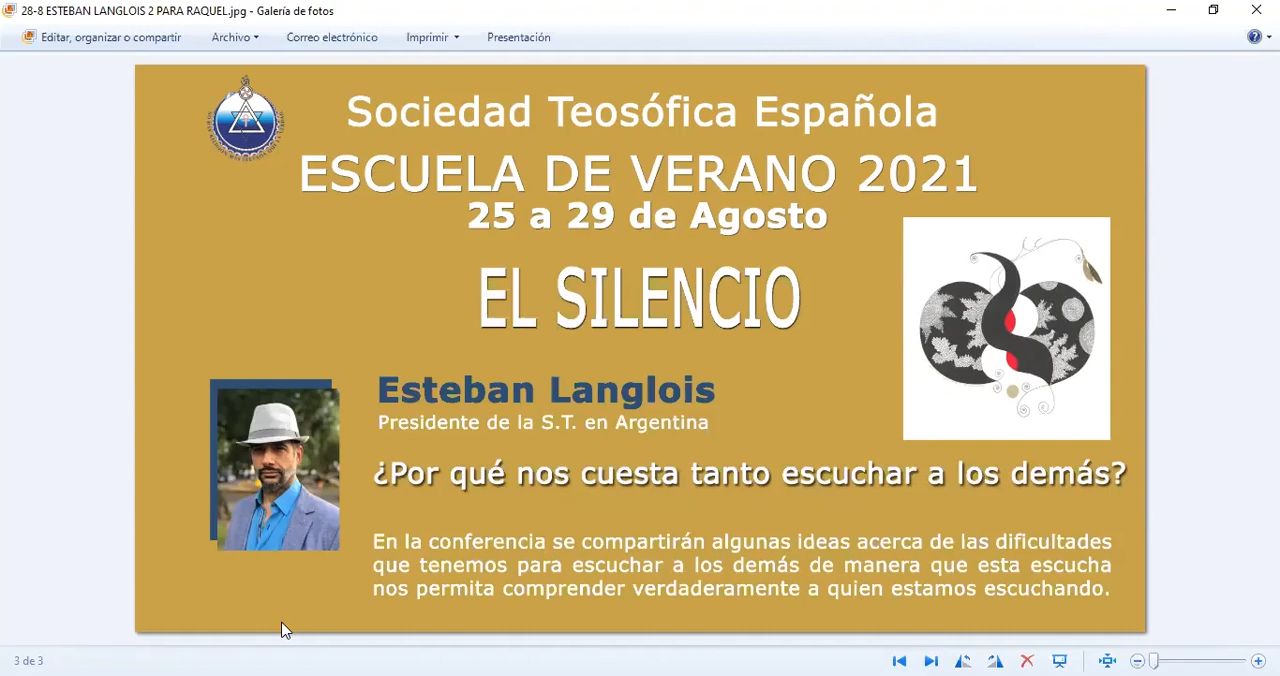 28-8 ESTEBAN LANGLOIS 2 PARA RAQUEL.jpg - Galería de fotos
Editar, organizar o compartir Archivo Correo electrónico Imprimir Presentación
Sociedad Teosófica Española
ESCUELA DE VERANO 2021
25 a 29 de Agosto
EL SILENCIO
Esteban Langlois
Presidente de la S.T. en Argentina
¿Por qué nos cuesta tanto escuchar a los demás?
En la conferencia se compartirán algunas ideas acerca de las dificultades
que tenemos para escuchar a los demás de manera que esta escucha
nos permita comprender verdaderamente a quien estamos escuchando.
3 de 3